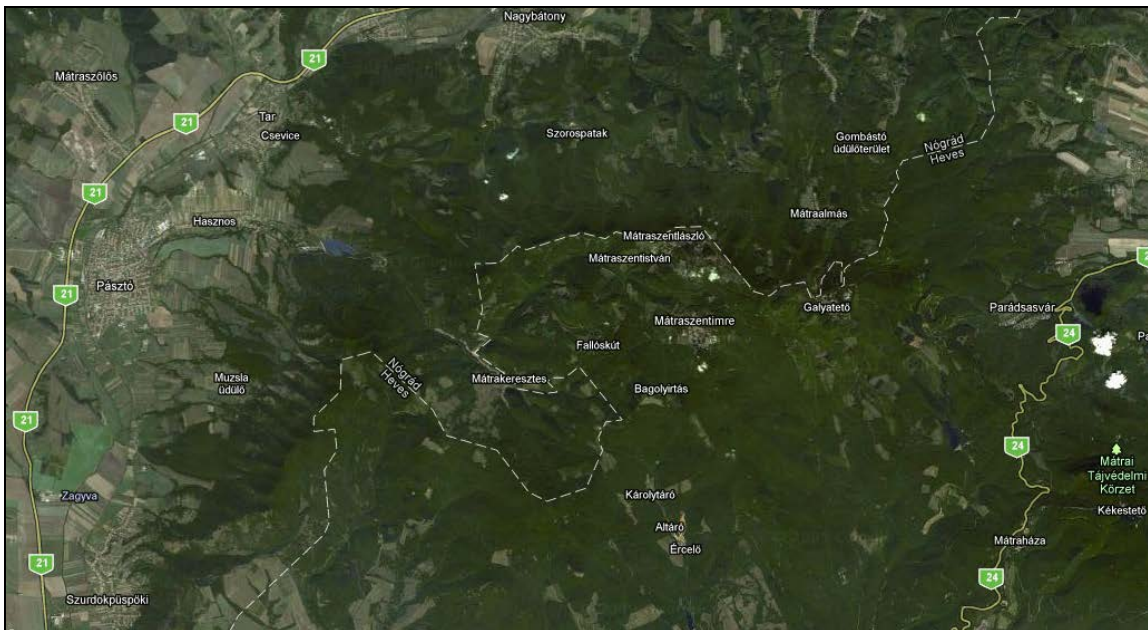 Nagybátony
21
Mátraszőlős
Tar
21
Csevice
Szorospatak
Gombástó
üdülőterület
Nógrád
Heves
21
Hasznos
Mátraalmás
Mátraszentlászló
Mátraszentistván
Pásztó
21
Galyatető
Parádsasvár
Mátraszentimre
24
Fallóskút
Nógrád
Heves
Muzsla
üdülő
Mátrakeresztes
Bagolyirtás
21
24
Mátrai
Tájvédelmi
Körzet
Zagyva
Károlytáró
Kékestető
Altáró
Mátraháza
Ércelő
21
24
Szurdokpüspöki